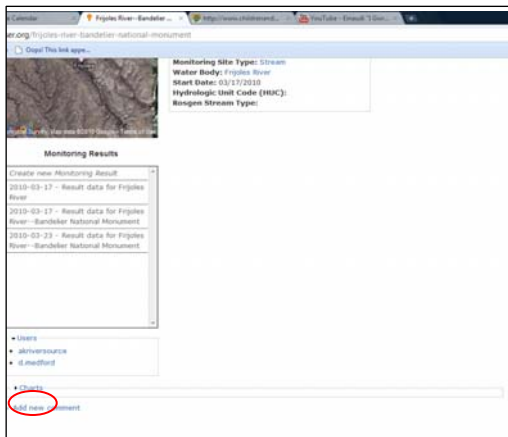 Calendar
Frijoles River--Bandelier ...
http://www.childrensand...
YouTube - Einaudi "I Gior...
er.org/frijoles-river-bandelier-national-monument
Oops! This link appe...
Monitoring Site Type: Stream
Water Body: Frijoles River
Start Date: 03/17/2010
Hydrologic Unit Code (HUC):
Rosgen Stream Type:
Monitoring Results
Create new Monitoring Result
2010-03-17 - Result data for Frijoles
River
2010-03-17 - Result data for Frijoles
River--Bandelier National Monument
2010-03-23 - Result data for Frijoles
River--Bandelier National Monument
Users
akriversource
d.medford
Charts
Add new comment